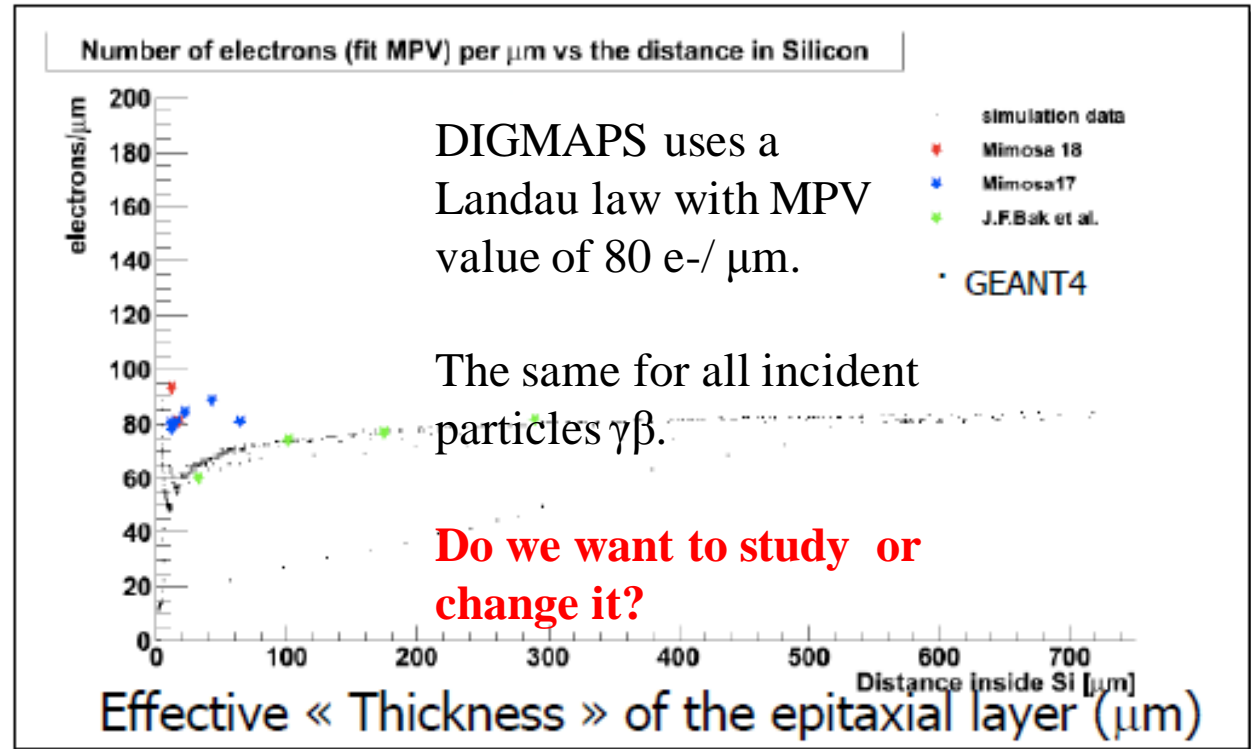 Number of electrons (fit MPV) per μm vs the distance in Silicon
electrons/μm
200
180
160
140
120
100
80
60
40
20
0
simulation data
Mimosa 18
Mimosa17
J.F.Bak et al.
GEANT4
DIGMAPS uses a
Landau law with MPV
value of 80 e-/ μm.
The same for all incident
particles γβ.
Do we want to study or
change it?
0 100 200 300 400 500 600 700
Distance inside Si [μm]
Effective « Thickness » of the epitaxial layer (μm)